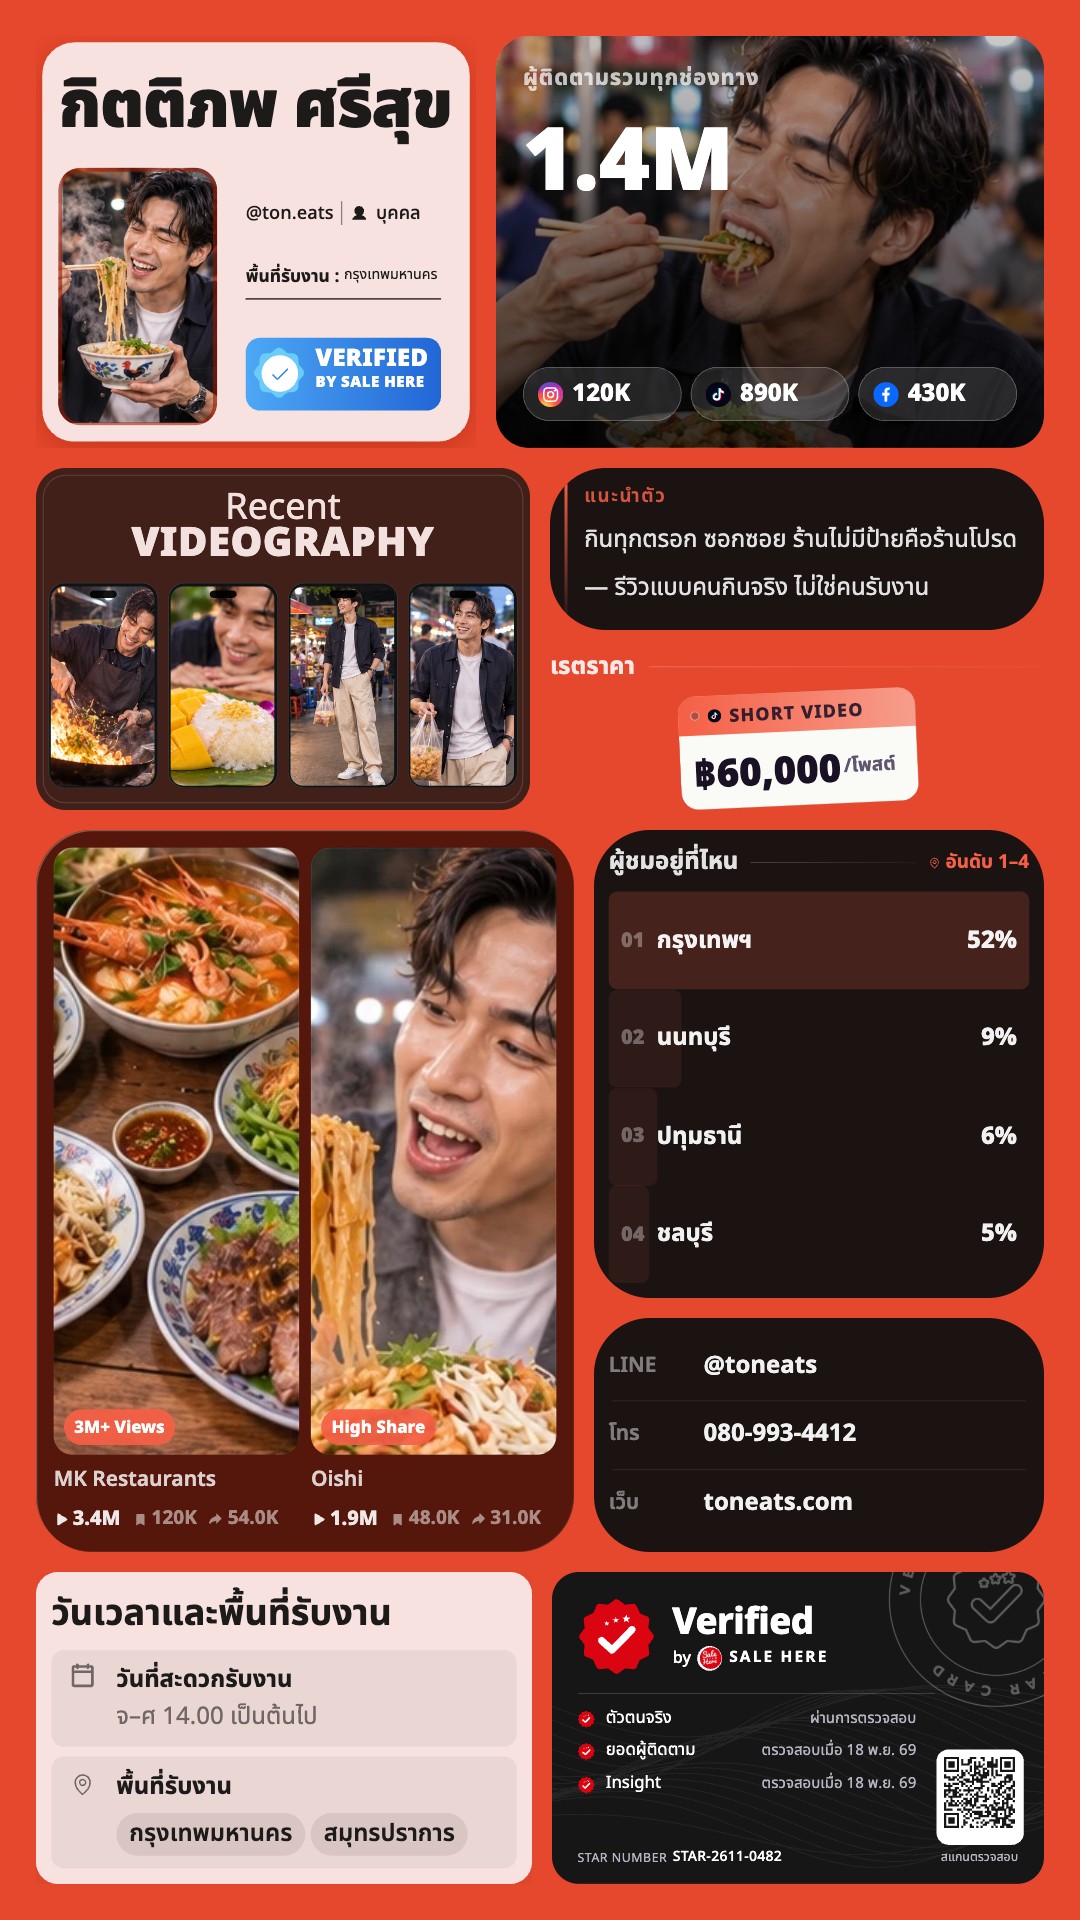 กิตติภพ ศรีสุข
@ton.eats
บุคคล
พื้นที่รับงาน : กรุงเทพมหานคร
VERIFIED
BY SALE HERE
ผู้ติดตามรวมทุกช่องทาง
1.4M
120K
890K
430K
Recent
VIDEOGRAPHY
แนะนำตัว
กินทุกตรอก ซอกซอย ร้านไม่มีป้ายคือร้านโปรด
— รีวิวแบบคนกินจริง ไม่ใช่คนรับงาน
เรตราคา
SHORT VIDEO
฿60,000/โพสต์
3M+ Views
MK Restaurants
3.4M 120K 54.0K
High Share
Oishi
1.9M 48.0K 31.0K
ผู้ชมอยู่ที่ไหน
อันดับ 1–4
01 กรุงเทพฯ 52%
02 นนทบุรี 9%
03 ปทุมธานี 6%
04 ชลบุรี 5%
LINE @toneats
โทร 080-993-4412
เว็บ toneats.com
วันเวลาและพื้นที่รับงาน
วันที่สะดวกรับงาน
จ–ศ 14.00 เป็นต้นไป
พื้นที่รับงาน
กรุงเทพมหานคร
สมุทรปราการ
Verified
by SALE HERE
ตัวตนจริง ผ่านการตรวจสอบ
ยอดผู้ติดตาม ตรวจสอบเมื่อ 18 พ.ย. 69
Insight ตรวจสอบเมื่อ 18 พ.ย. 69
STAR NUMBER STAR-2611-0482
สแกนตรวจสอบ